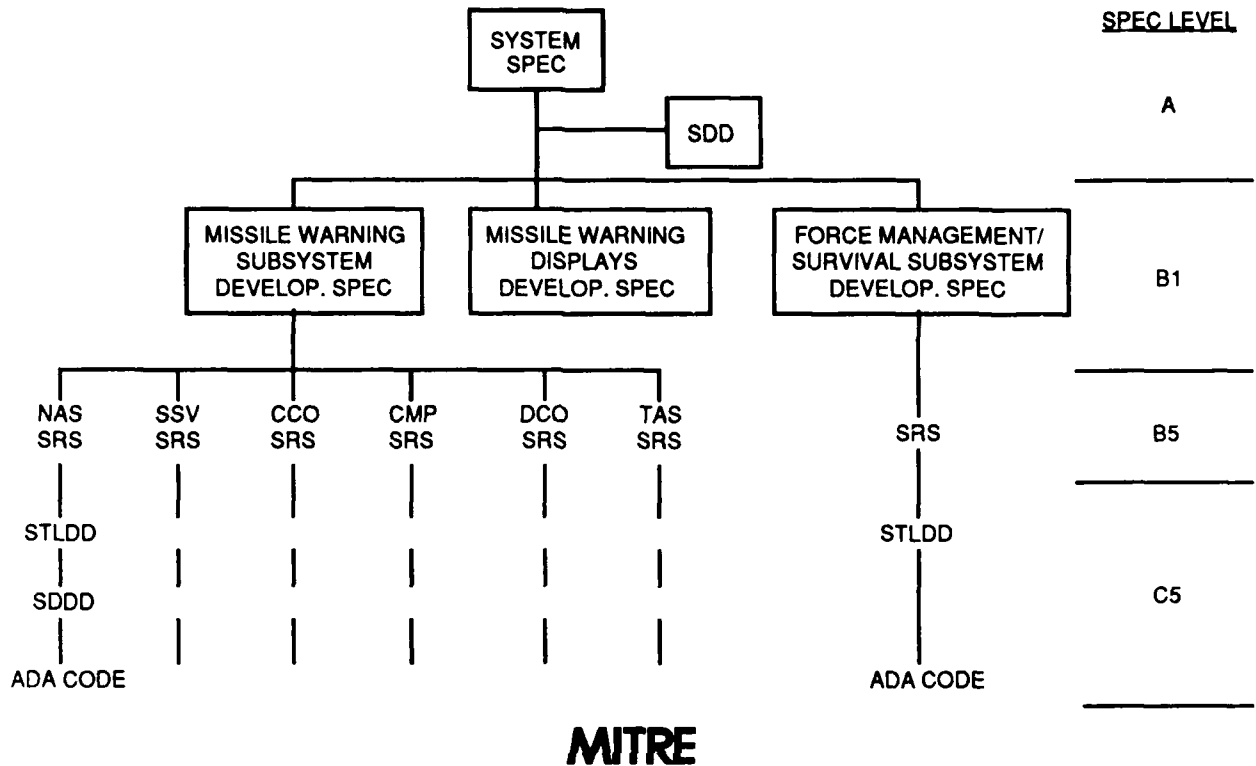 SPEC LEVEL
SYSTEM
SPEC
A
SDD
MISSILE WARNING
SUBSYSTEM
DEVELOP. SPEC
MISSILE WARNING
DISPLAYS
DEVELOP. SPEC
FORCE MANAGEMENT/
SURVIVAL SUBSYSTEM
DEVELOP. SPEC
B1
NAS
SRS
SSV
SRS
CCO
SRS
CMP
SRS
DCO
SRS
TAS
SRS
SRS
B5
STLDD
STLDD
SDDD
C5
ADA CODE
ADA CODE
MITRE